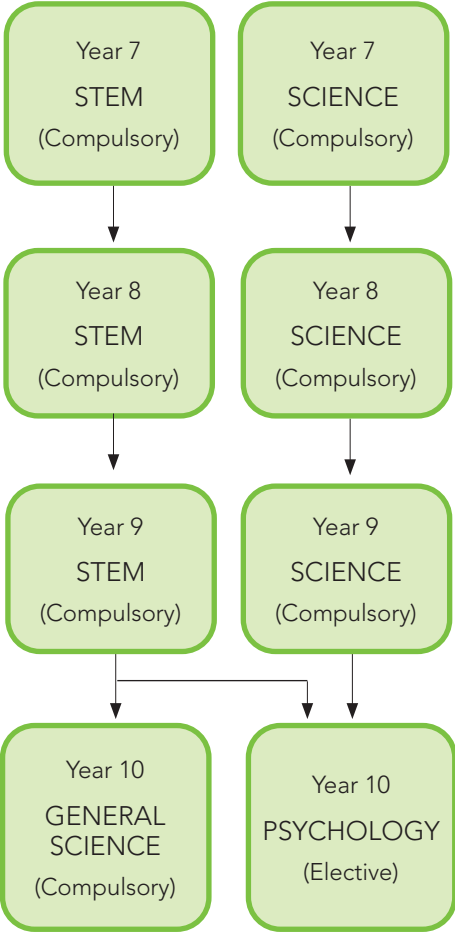 Year 7
STEM
(Compulsory)
Year 7
SCIENCE
(Compulsory)
Year 8
STEM
(Compulsory)
Year 8
SCIENCE
(Compulsory)
Year 9
STEM
(Compulsory)
Year 9
SCIENCE
(Compulsory)
Year 10
GENERAL
SCIENCE
(Compulsory)
Year 10
PSYCHOLOGY
(Elective)